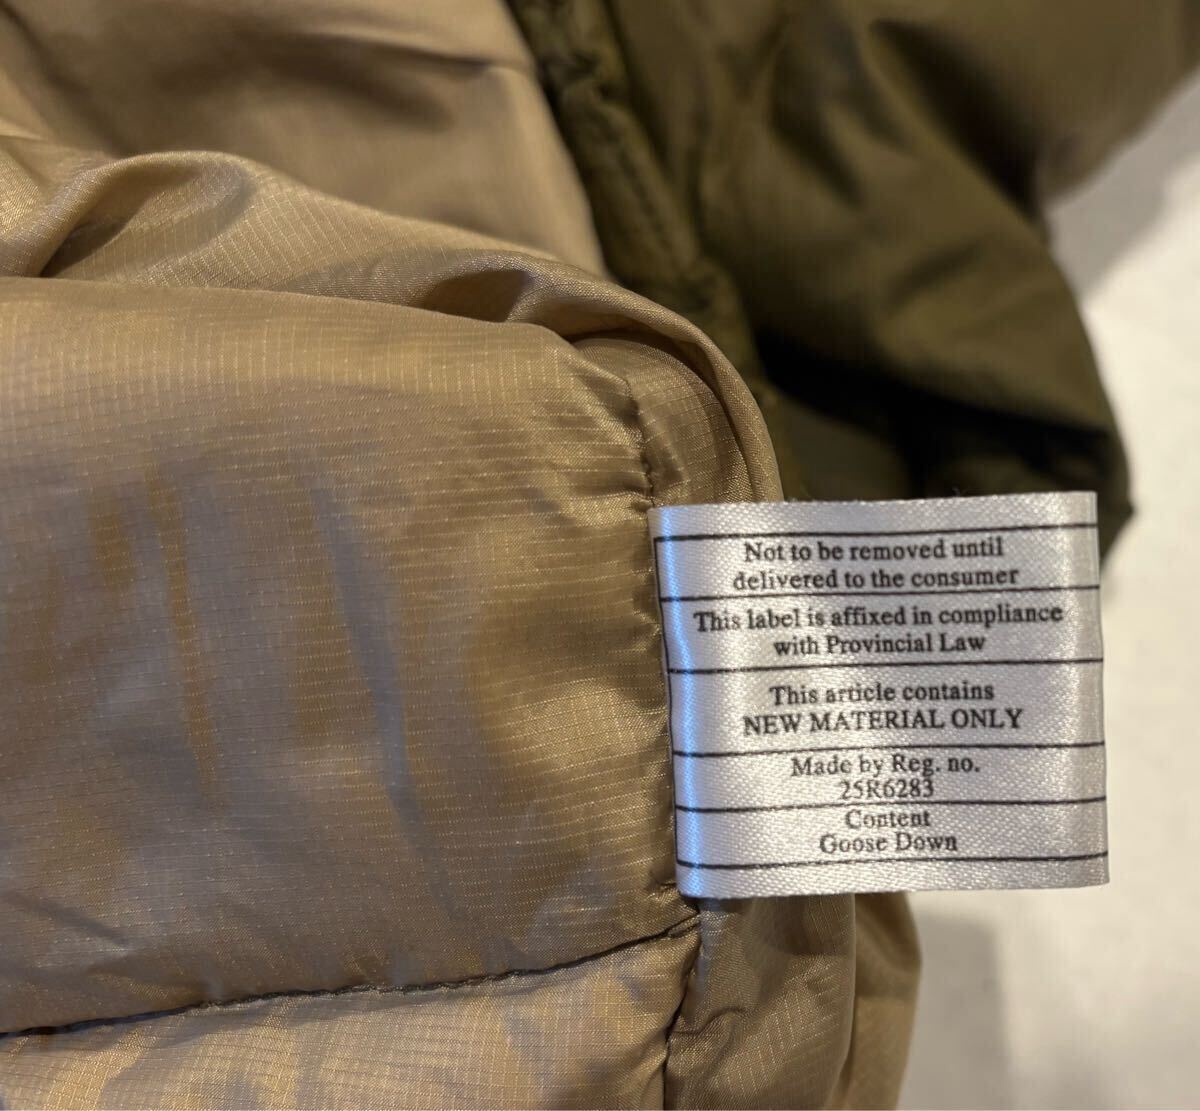 Not to be removed until
delivered to the consumer
This label is affixed in compliance
with Provincial Law
This article contains
NEW MATERIAL ONLY
Made by Reg. no.
25R6283
Content
Goose Down